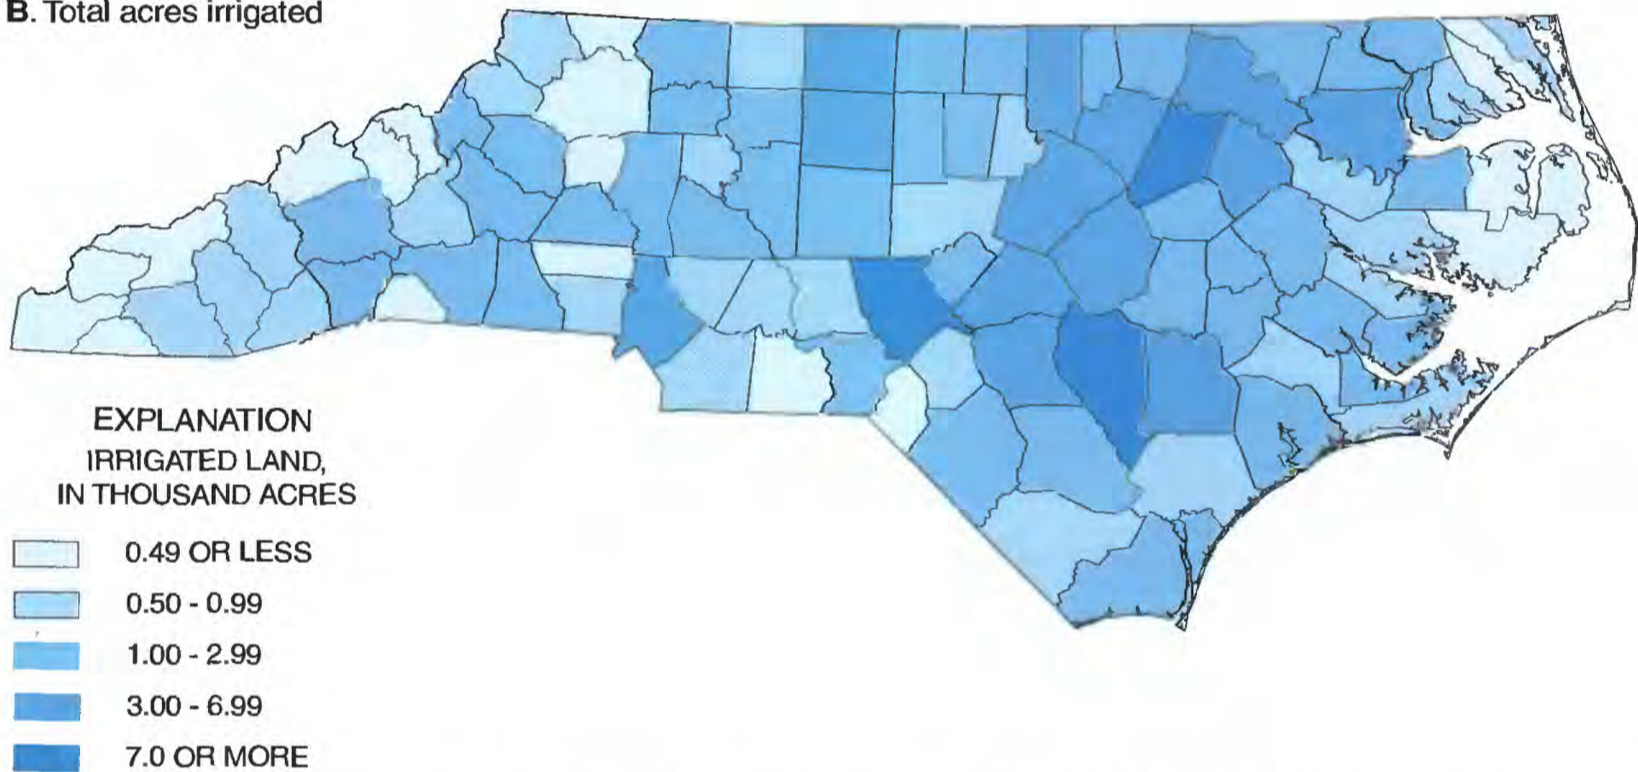 B. Total acres irrigated
EXPLANATION
IRRIGATED LAND,
IN THOUSAND ACRES
0.49 OR LESS
0.50 - 0.99
1.00 - 2.99
3.00 - 6.99
7.0 OR MORE